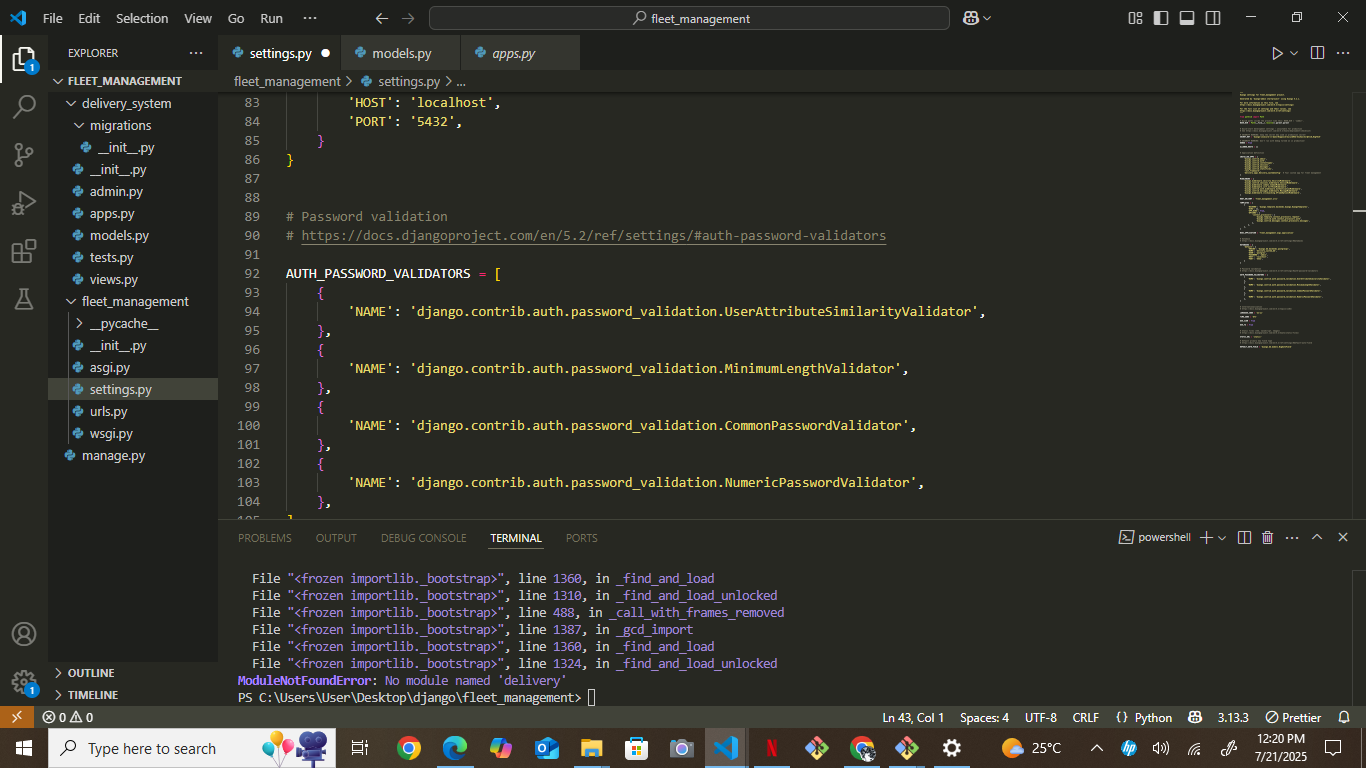 File Edit Selection View Go Run ···
fleet_management
EXPLORER
settings.py
models.py
apps.py
FLEET_MANAGEMENT
delivery_system
migrations
__init__.py
__init__.py
admin.py
apps.py
models.py
tests.py
views.py
fleet_management
__pycache__
__init__.py
asgi.py
settings.py
urls.py
wsgi.py
manage.py
OUTLINE
TIMELINE
1
1
fleet_management > settings.py > ...
83 'HOST': 'localhost',
84 'PORT': '5432',
85 }
86 }
87
88
89 # Password validation
90 # https://docs.djangoproject.com/en/5.2/ref/settings/#auth-password-validators
91
92 AUTH_PASSWORD_VALIDATORS = [
93 {
94 'NAME': 'django.contrib.auth.password_validation.UserAttributeSimilarityValidator',
95 },
96 {
97 'NAME': 'django.contrib.auth.password_validation.MinimumLengthValidator',
98 },
99 {
100 'NAME': 'django.contrib.auth.password_validation.CommonPasswordValidator',
101 },
102 {
103 'NAME': 'django.contrib.auth.password_validation.NumericPasswordValidator',
104 },
105 ]
PROBLEMS OUTPUT DEBUG CONSOLE TERMINAL PORTS
powershell
File "<frozen importlib._bootstrap>", line 1360, in _find_and_load
File "<frozen importlib._bootstrap>", line 1310, in _find_and_load_unlocked
File "<frozen importlib._bootstrap>", line 488, in _call_with_frames_removed
File "<frozen importlib._bootstrap>", line 1387, in _gcd_import
File "<frozen importlib._bootstrap>", line 1360, in _find_and_load
File "<frozen importlib._bootstrap>", line 1324, in _find_and_load_unlocked
ModuleNotFoundError: No module named 'delivery'
PS C:\Users\User\Desktop\django\fleet_management>
0 0
Ln 43, Col 1 Spaces: 4 UTF-8 CRLF {} Python 3.13.3 Prettier
Type here to search
25°C
12:20 PM
7/21/2025